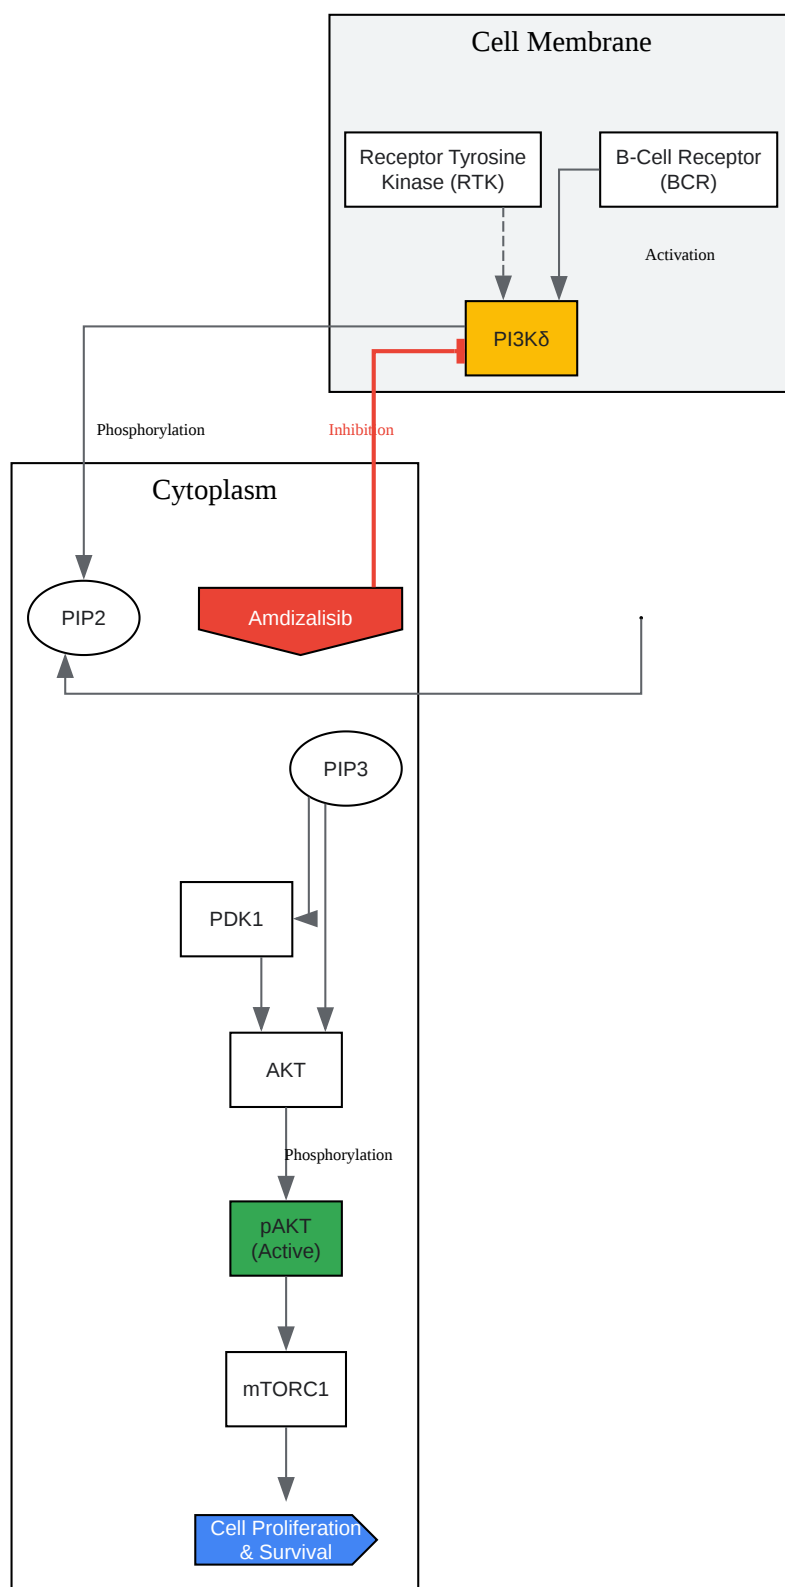 Cell Membrane
Receptor Tyrosine
Kinase (RTK)
B-Cell Receptor
(BCR)
Activation
PI3Kδ
Phosphorylation
Inhibition
Cytoplasm
PIP2
Amdizalisib
PIP3
PDK1
AKT
Phosphorylation
pAKT
(Active)
mTORC1
Cell Proliferation
& Survival